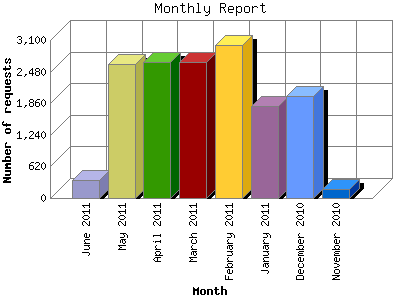 Monthly Report
Number of requests
3,100
2,480
1,860
1,240
620
0
June 2011
May 2011
April 2011
March 2011
February 2011
January 2011
December 2010
November 2010
Month